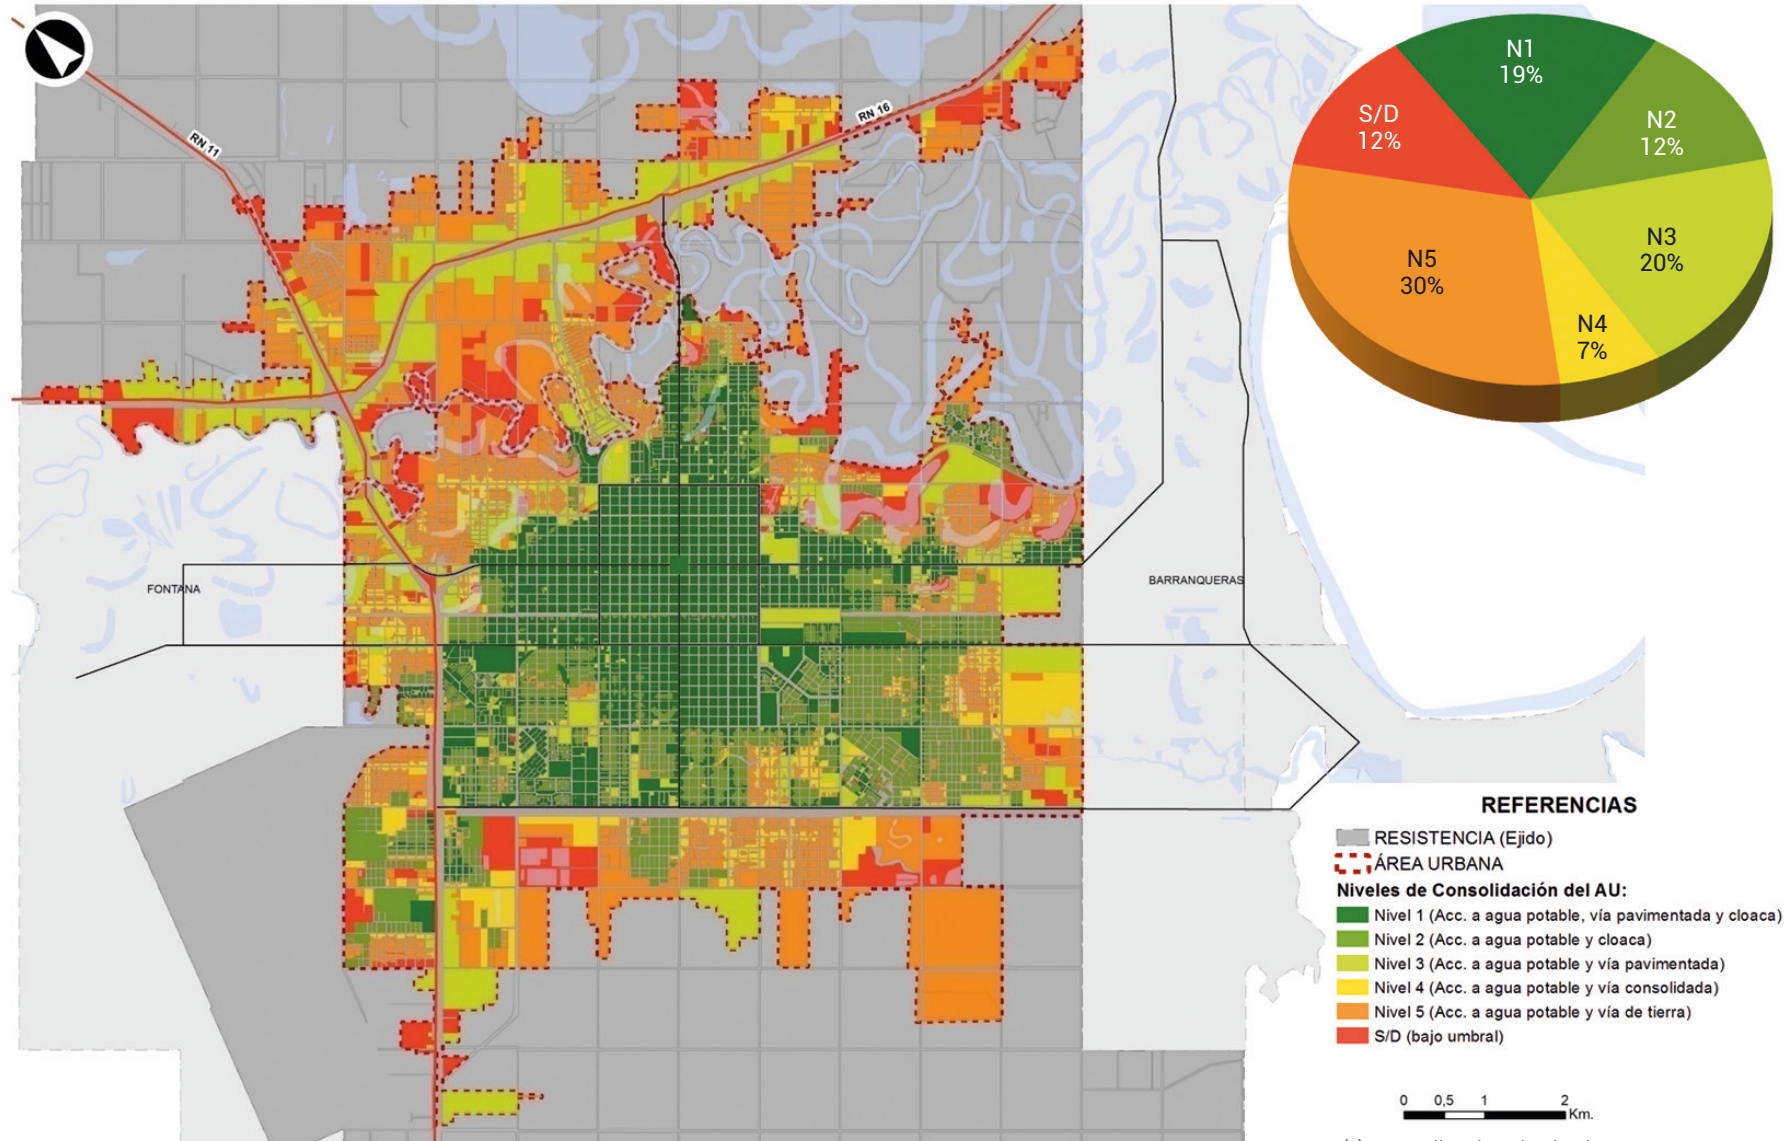 N1
19%
N2
12%
S/D
12%
N3
20%
N5
30%
N4
7%
RN 11
RN 16
FONTANA
BARRANQUERAS
REFERENCIAS
RESISTENCIA (Ejido)
ÁREA URBANA
Niveles de Consolidación del AU:
Nivel 1 (Acc. a agua potable, vía pavimentada y cloaca)
Nivel 2 (Acc. a agua potable y cloaca)
Nivel 3 (Acc. a agua potable y vía pavimentada)
Nivel 4 (Acc. a agua potable y vía consolidada)
Nivel 5 (Acc. a agua potable y vía de tierra)
S/D (bajo umbral)
0 0,5 1 2
Km.